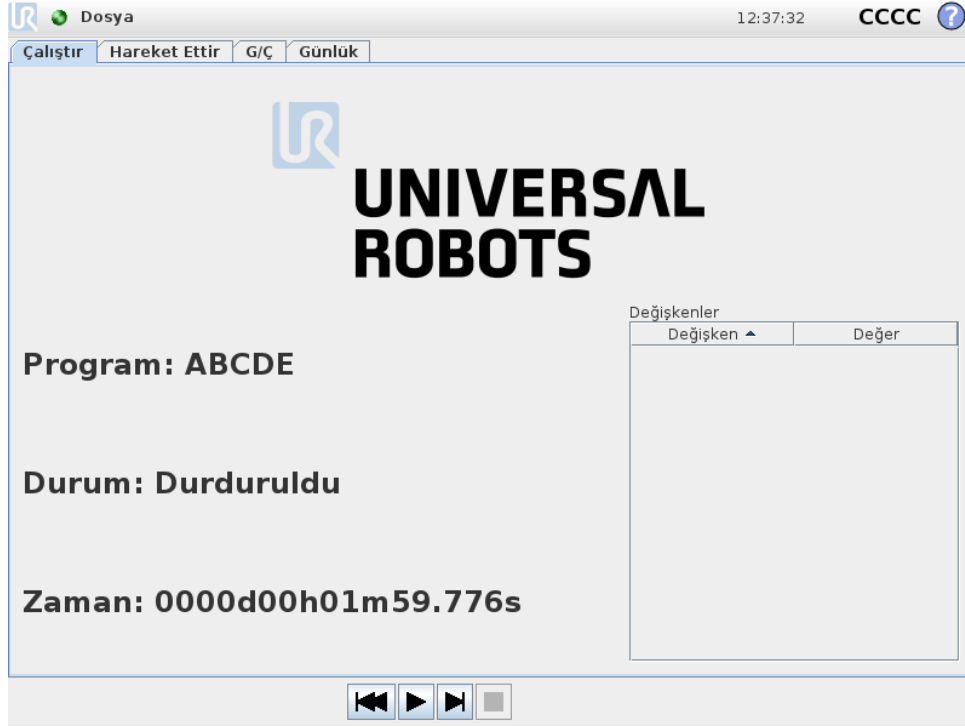 Dosya
12:37:32
CCCC
?
Çalıştır
Hareket Ettir
G/Ç
Günlük
UR
UNIVERSAL
ROBOTS
Değişkenler
Değişken
Değer
Program: ABCDE
Durum: Durduruldu
Zaman: 0000d00h01m59.776s